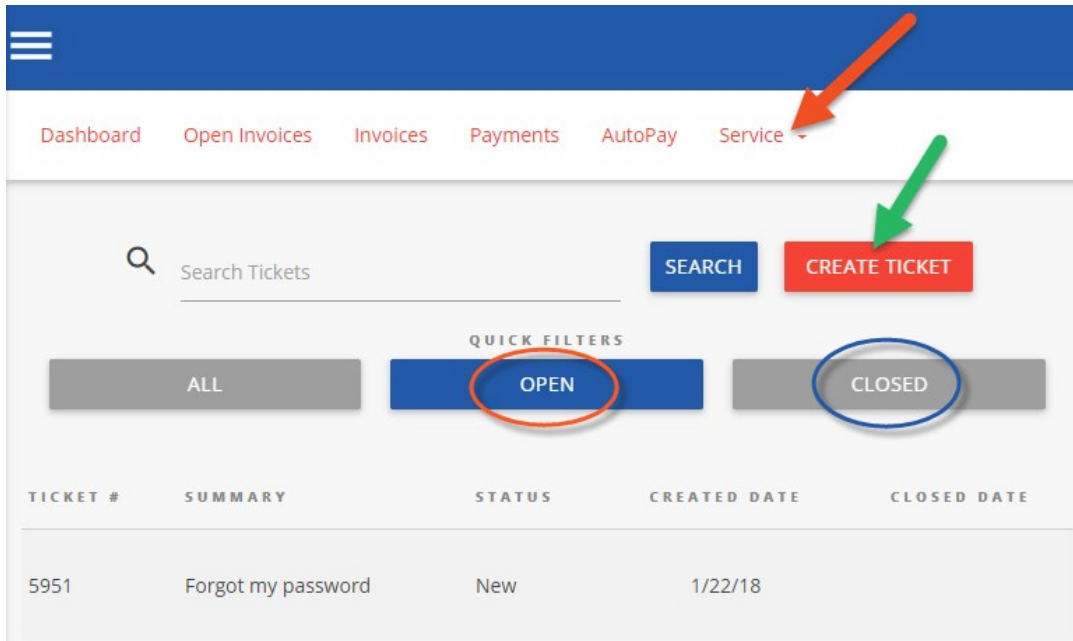 Dashboard Open Invoices Invoices Payments AutoPay Service
Search Tickets SEARCH CREATE TICKET
QUICK FILTERS
ALL OPEN CLOSED
TICKET # SUMMARY STATUS CREATED DATE CLOSED DATE
5951 Forgot my password New 1/22/18